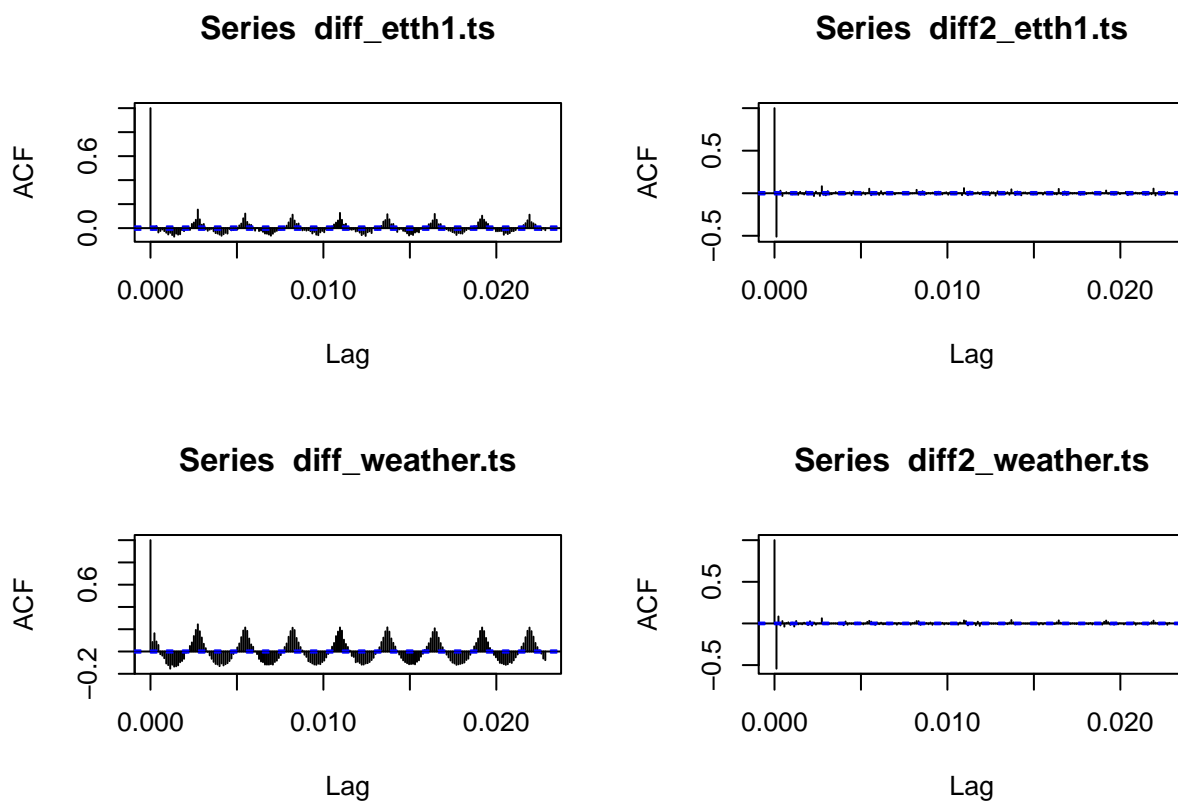 Series diff_etth1.ts
ACF
0.0 0.6
0.000 0.010 0.020
Lag
Series diff2_etth1.ts
ACF
−0.5 0.5
0.000 0.010 0.020
Lag
Series diff_weather.ts
ACF
−0.2 0.6
0.000 0.010 0.020
Lag
Series diff2_weather.ts
ACF
−0.5 0.5
0.000 0.010 0.020
Lag